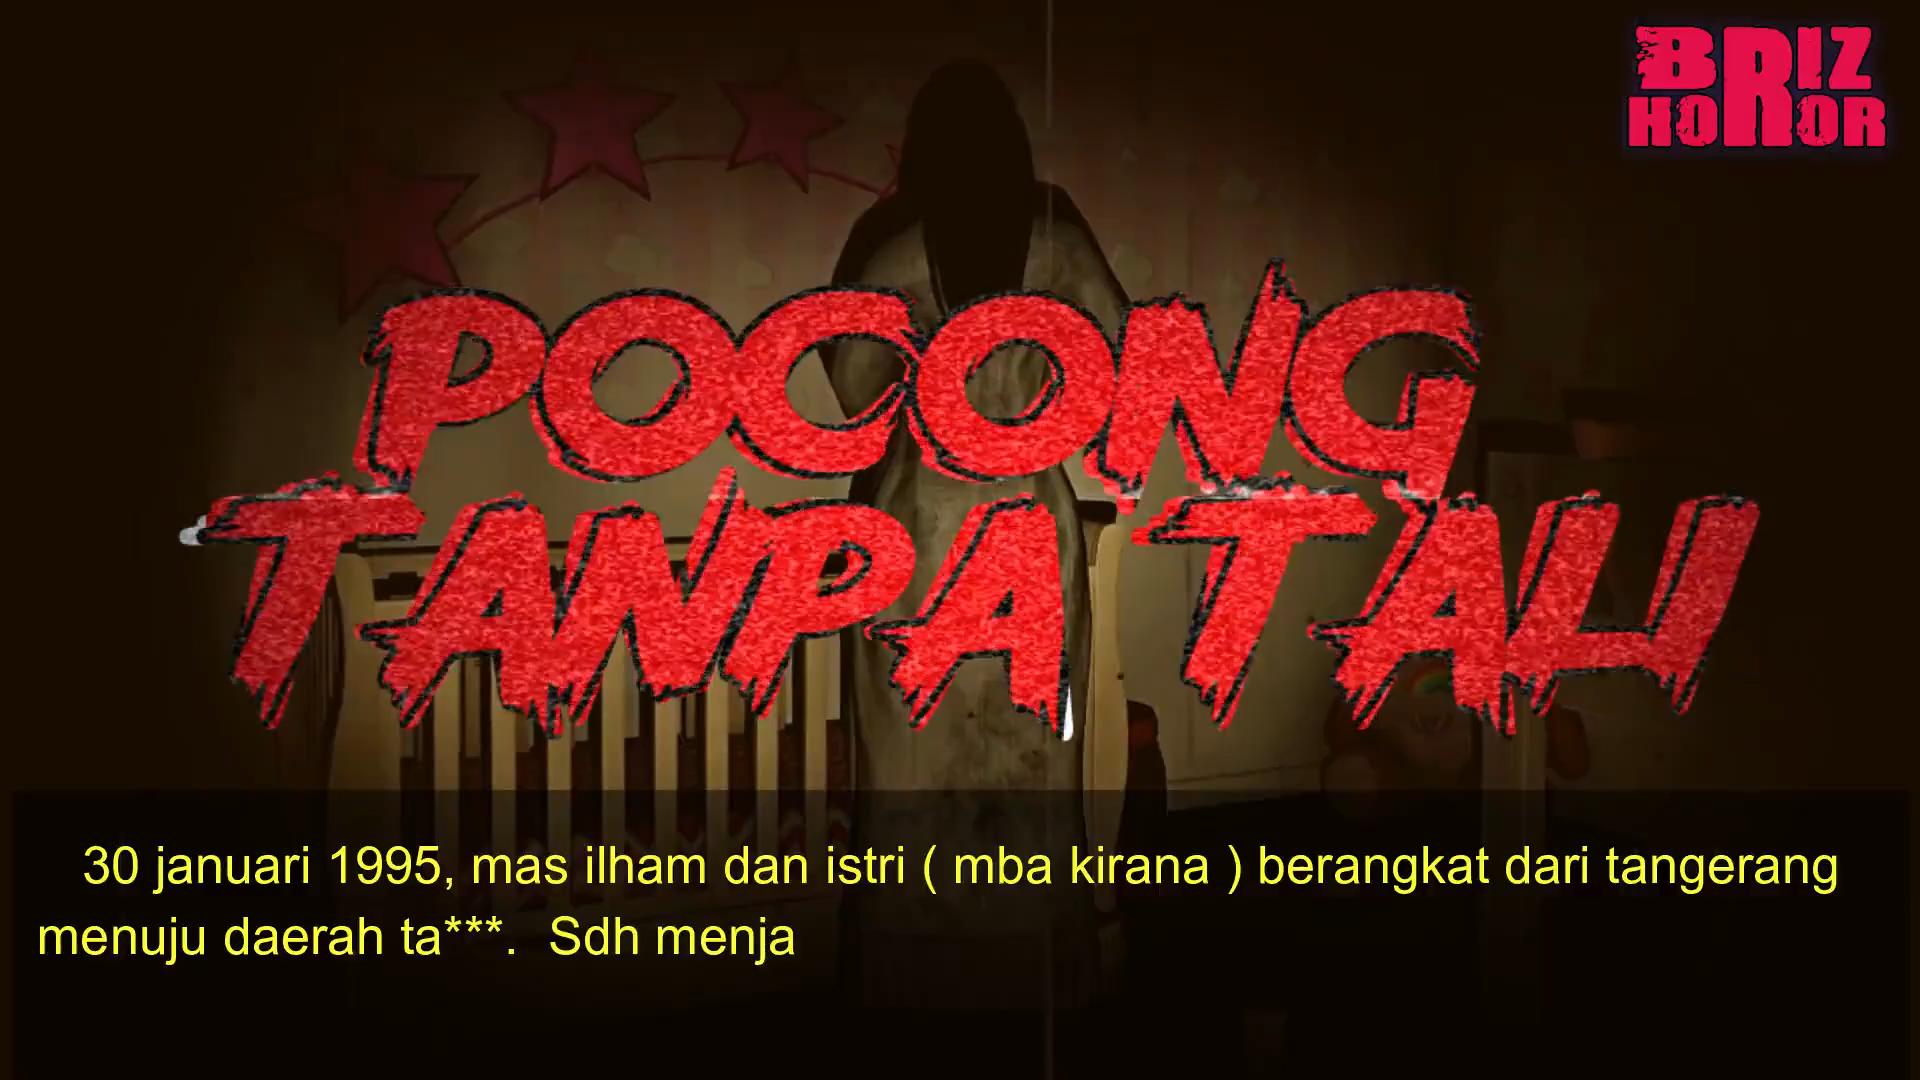 BRIZ
HOROR
POCONG
TANPA TALI
30 januari 1995, mas ilham dan istri ( mba kirana ) berangkat dari tangerang
menuju daerah ta***.  Sdh menja